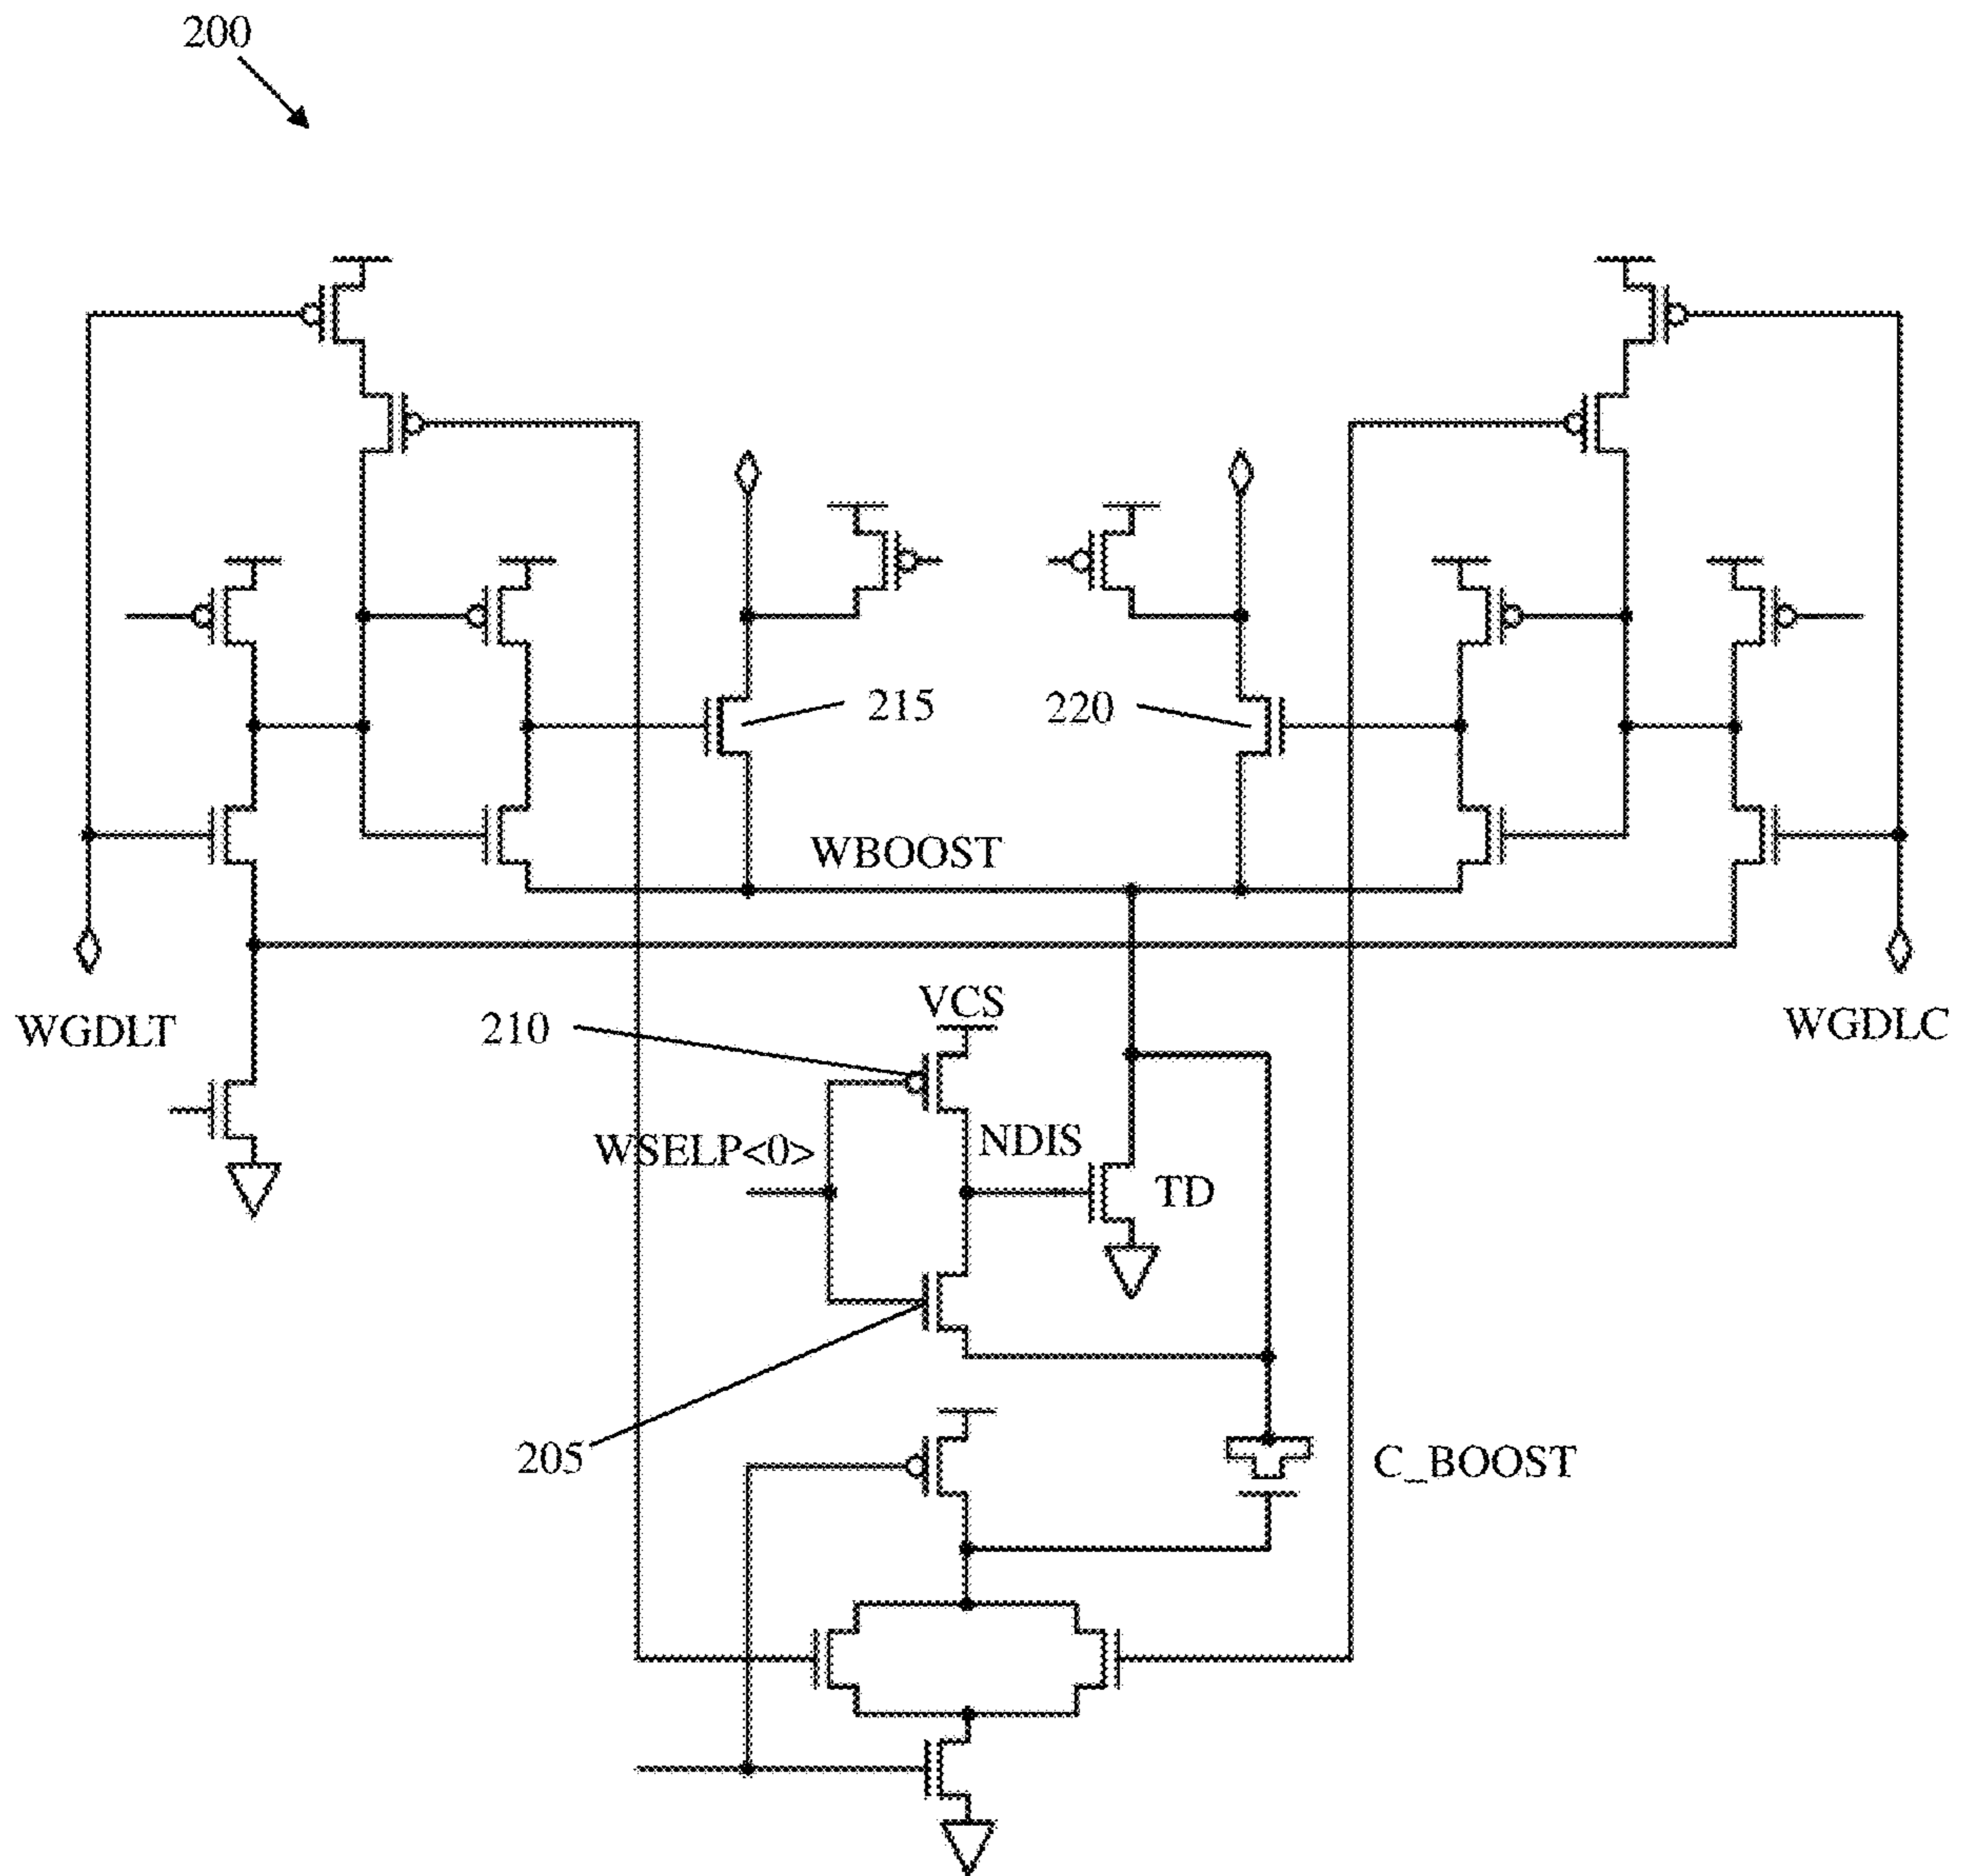 200
215
220
WBOOST
VCS
210
WGDLT
WGDLC
WSELP<0>
NDIS
TD
205
C_BOOST